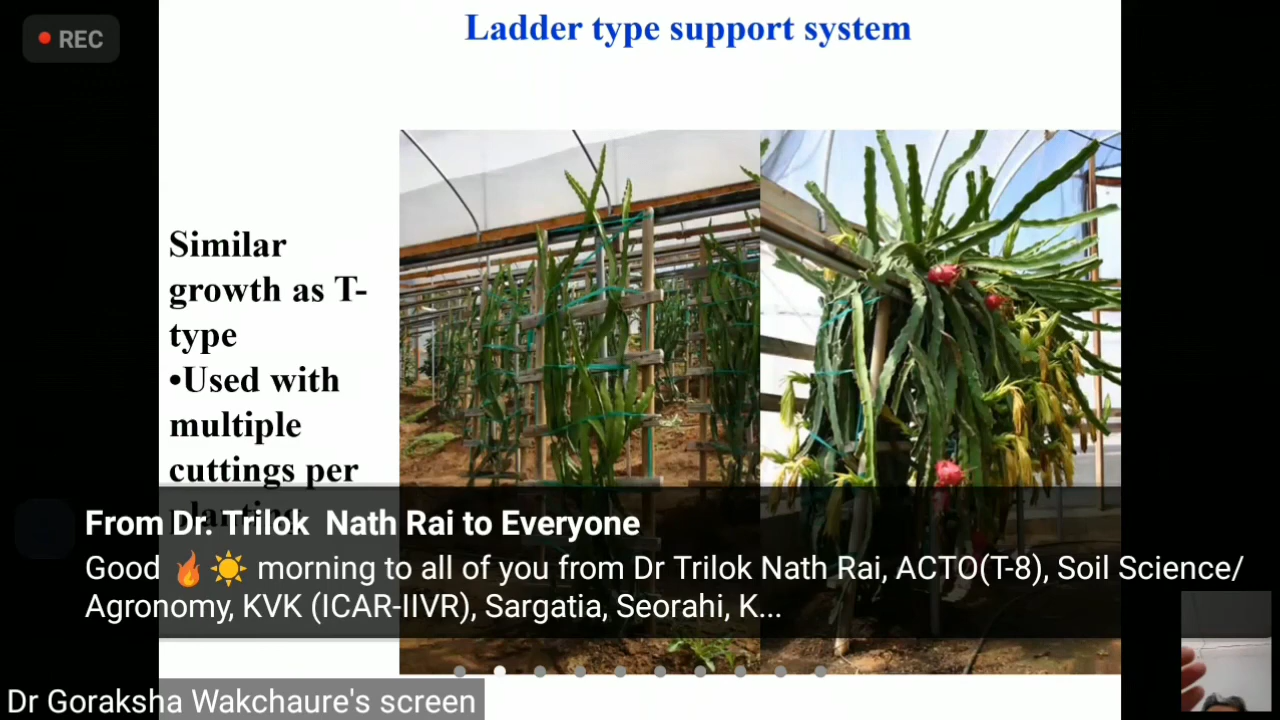 REC
Ladder type support system
Similar
growth as T-
type
•Used with
multiple
cuttings per
planting
From Dr. Trilok Nath Rai to Everyone
Good 🔥☀️ morning to all of you from Dr Trilok Nath Rai, ACTO(T-8), Soil Science/
Agronomy, KVK (ICAR-IIVR), Sargatia, Seorahi, K...
Dr Goraksha Wakchaure's screen